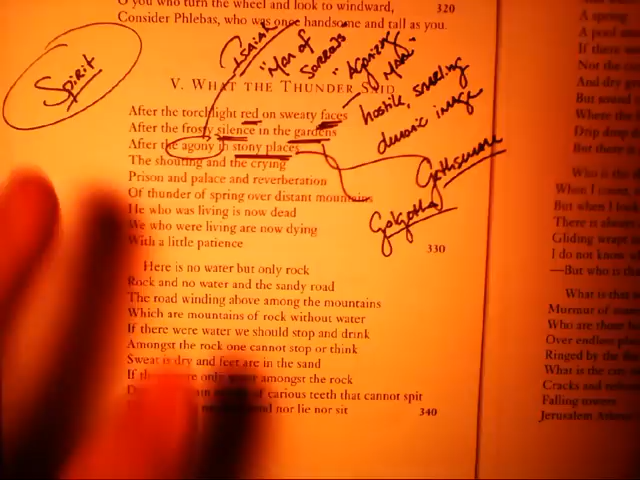 O you who turn the wheel and look to windward,
Consider Phlebas, who was once handsome and tall as you.
320
Isaiah
"Man of
Sorrows"
"Agonizing
Man"
hostile, snarling
demonic image
Spirit
Gethsemane
Golgotha
V. WHAT THE THUNDER SAID
After the torchlight red on sweaty faces
After the frosty silence in the gardens
After the agony in stony places
The shouting and the crying
Prison and palace and reverberation
Of thunder of spring over distant mountains
He who was living is now dead
We who were living are now dying
With a little patience
330
Here is no water but only rock
Rock and no water and the sandy road
The road winding above among the mountains
Which are mountains of rock without water
If there were water we should stop and drink
Amongst the rock one cannot stop or think
Sweat is dry and feet are in the sand
If there were only amongst the rock
of carious teeth that cannot spit
nor lie nor sit
340
A spring
A pool
If there
Not the
And dry
But sound
Where the
Drip drop
But there is
Who is the
When I count,
But when I look
There is always
Gliding wrapt
I do not know
—But who is
What is that
Murmur of
Who are those
Over endless
Ringed by the
What is the city
Cracks and
Falling towers
Jerusalem Athens